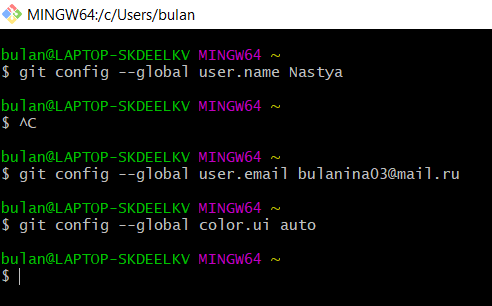 MINGW64:/c/Users/bulan
bulan@LAPTOP-SKDEELKV MINGW64 ~
$ git config --global user.name Nastya
bulan@LAPTOP-SKDEELKV MINGW64 ~
$ ^C
bulan@LAPTOP-SKDEELKV MINGW64 ~
$ git config --global user.email bulanina03@mail.ru
bulan@LAPTOP-SKDEELKV MINGW64 ~
$ git config --global color.ui auto
bulan@LAPTOP-SKDEELKV MINGW64 ~
$